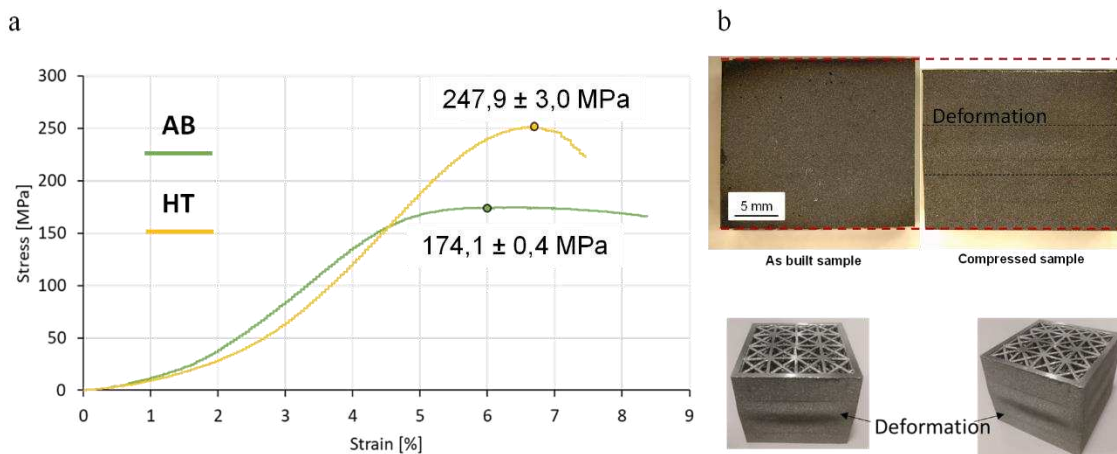 a
b
300
250
200
150
100
50
0
Stress [MPa]
AB
HT
247,9 ± 3,0 MPa
174,1 ± 0,4 MPa
0 1 2 3 4 5 6 7 8 9
Strain [%]
Deformation
5 mm
As built sample
Compressed sample
Deformation